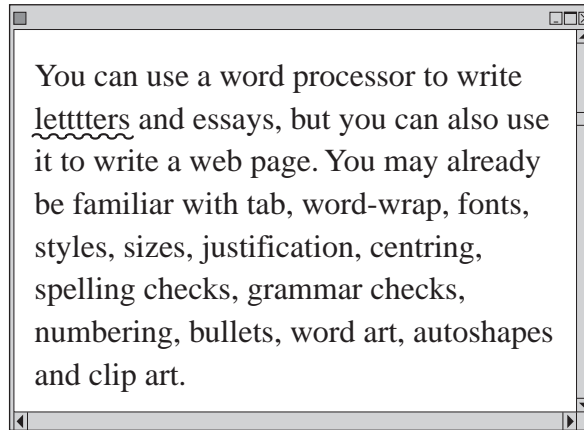 You can use a word processor to write
letttters and essays, but you can also use
it to write a web page. You may already
be familiar with tab, word-wrap, fonts,
styles, sizes, justification, centring,
spelling checks, grammar checks,
numbering, bullets, word art, autoshapes
and clip art.